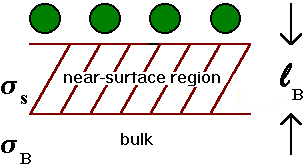 near-surface region
σs
ℓB
σB
bulk